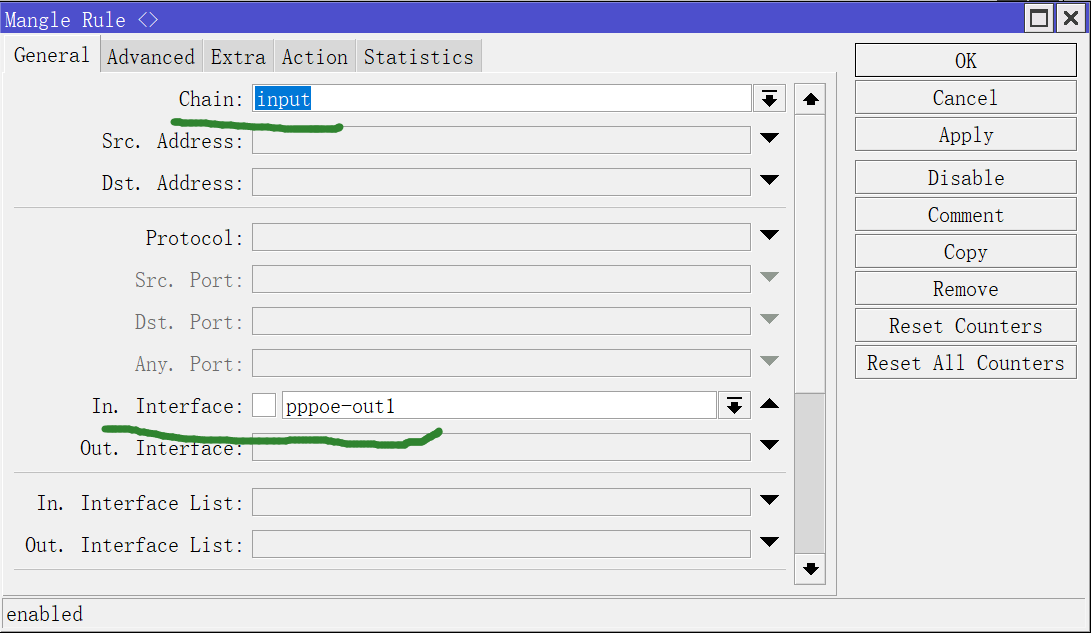 Mangle Rule <>
General Advanced Extra Action Statistics
Chain: input
Src. Address:
Dst. Address:
Protocol:
Src. Port:
Dst. Port:
Any. Port:
In. Interface: pppoe-out1
Out. Interface:
In. Interface List:
Out. Interface List:
OK
Cancel
Apply
Disable
Comment
Copy
Remove
Reset Counters
Reset All Counters
enabled